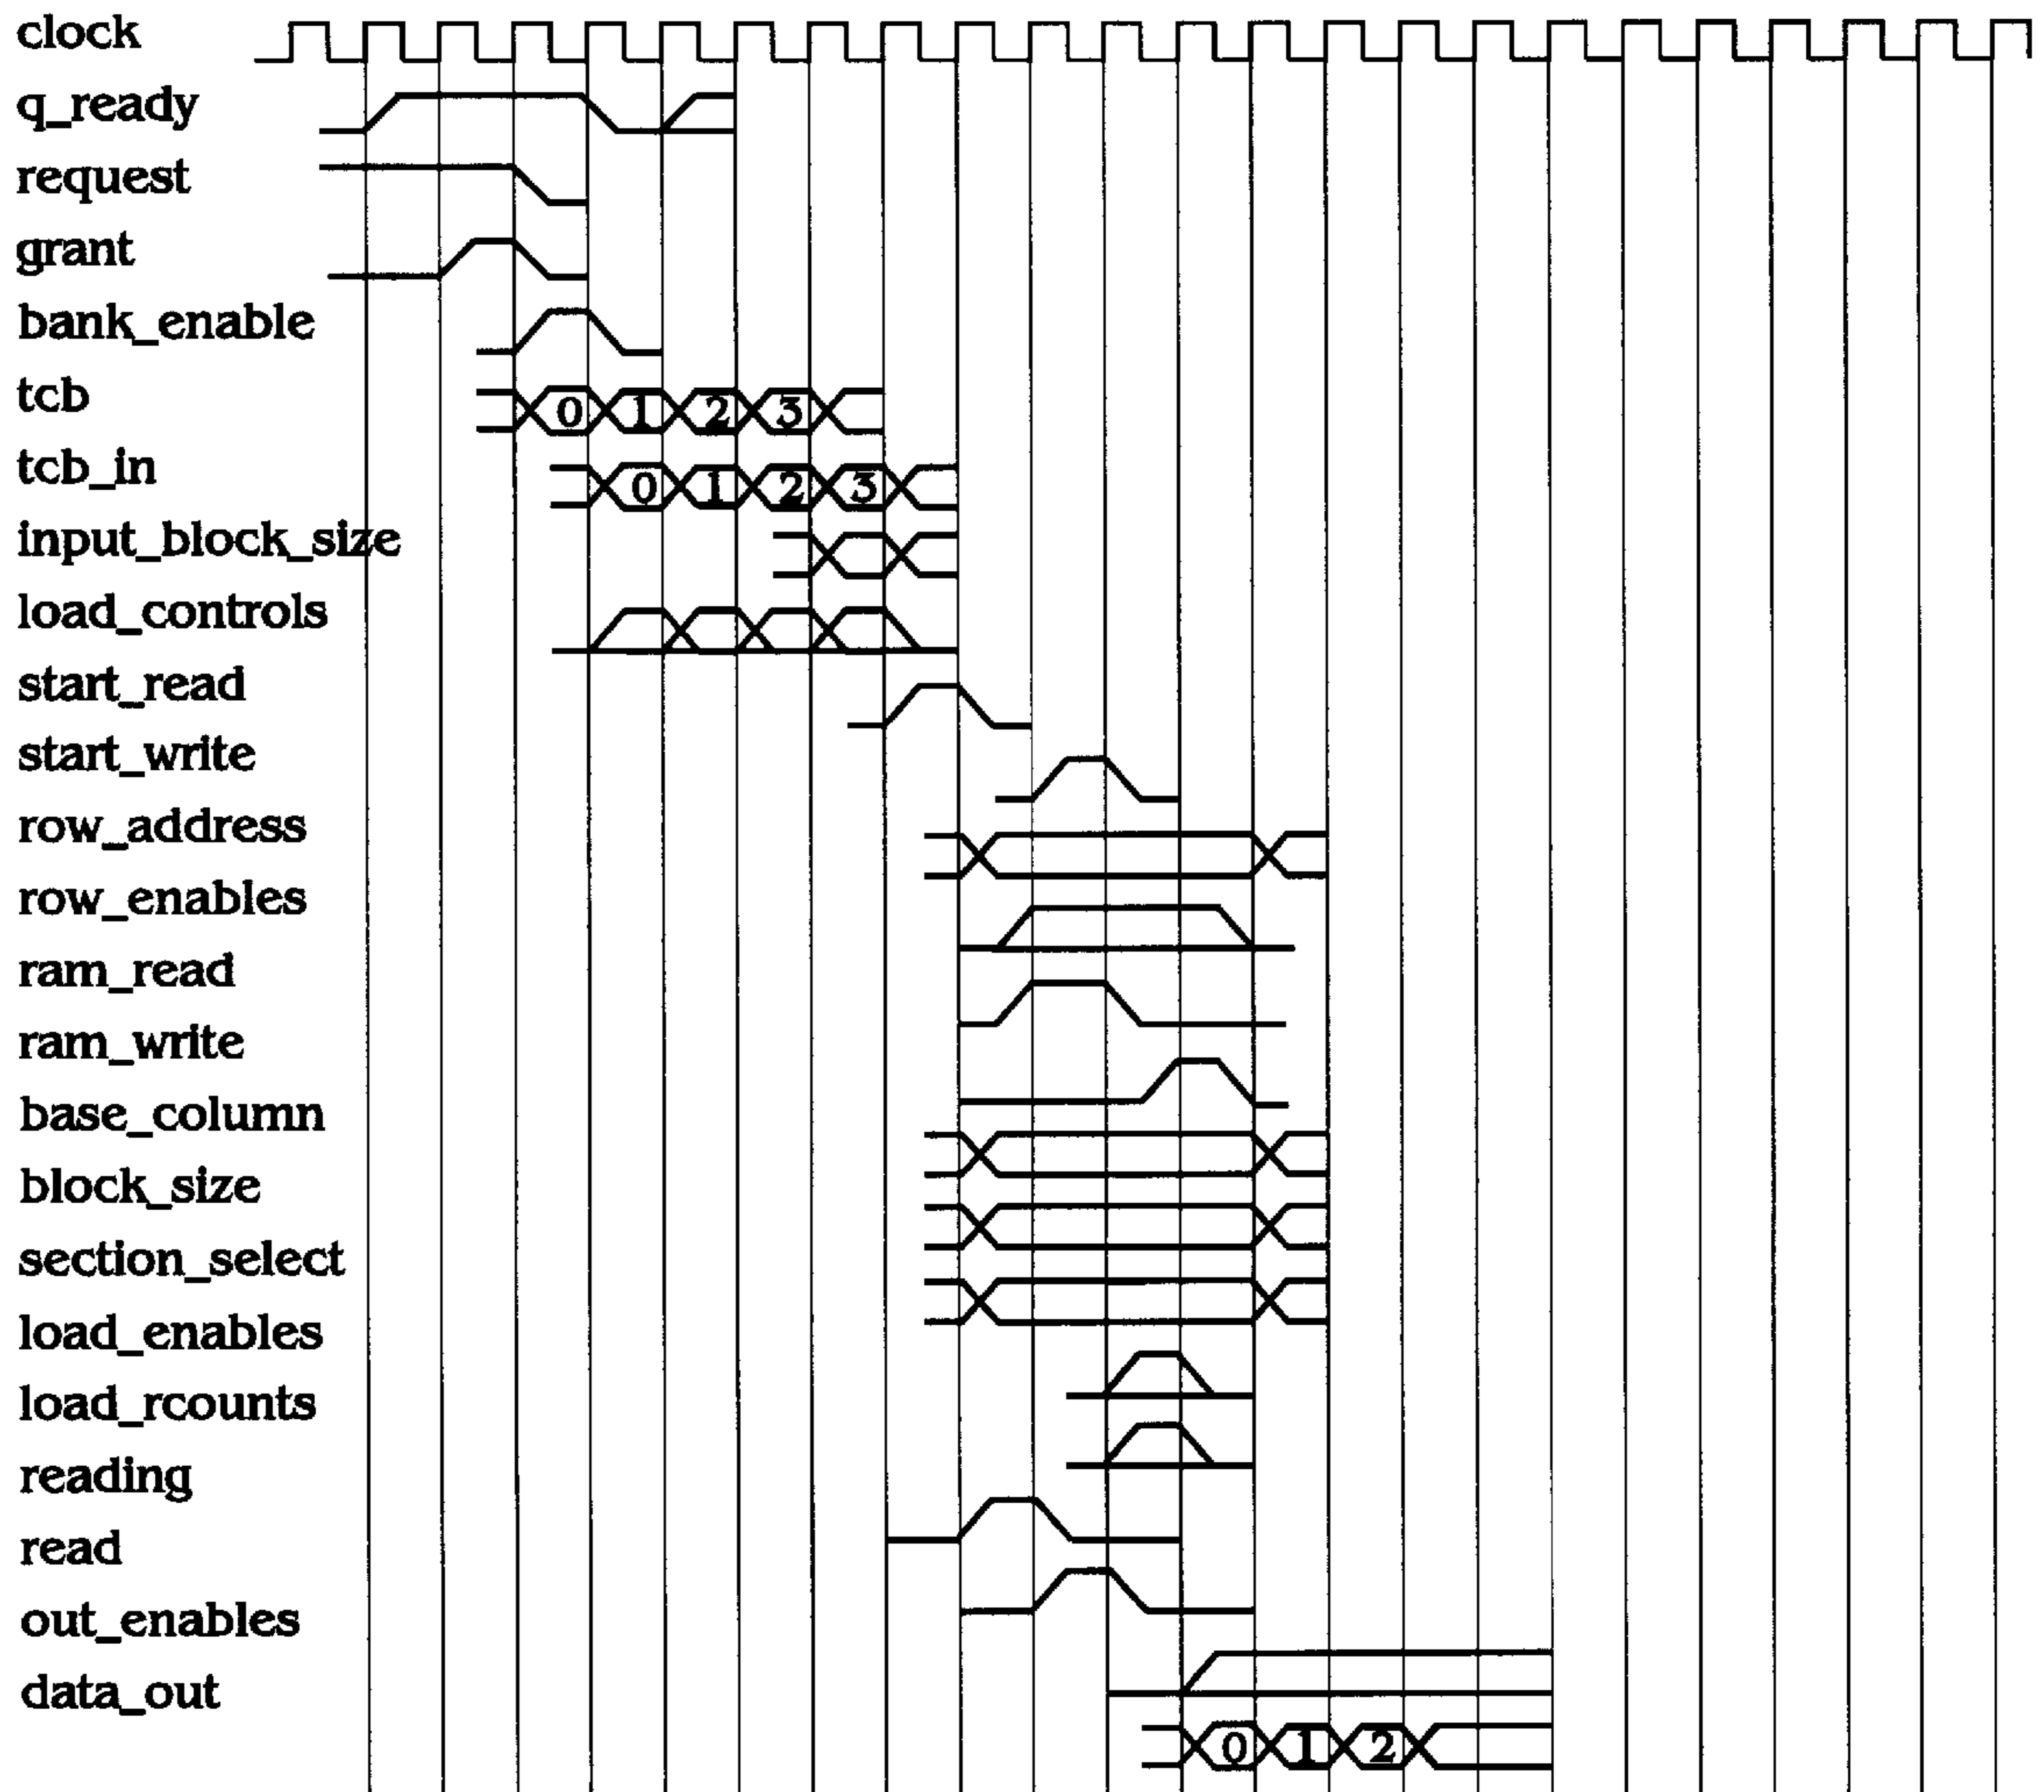 clock
q_ready
request
grant
bank_enable
tcb
0 1 2 3
tcb_in
0 1 2 3
input_block_size
load_controls
start_read
start_write
row_address
row_enables
ram_read
ram_write
base_column
block_size
section_select
load_enables
load_rcounts
reading
read
out_enables
data_out
0 1 2